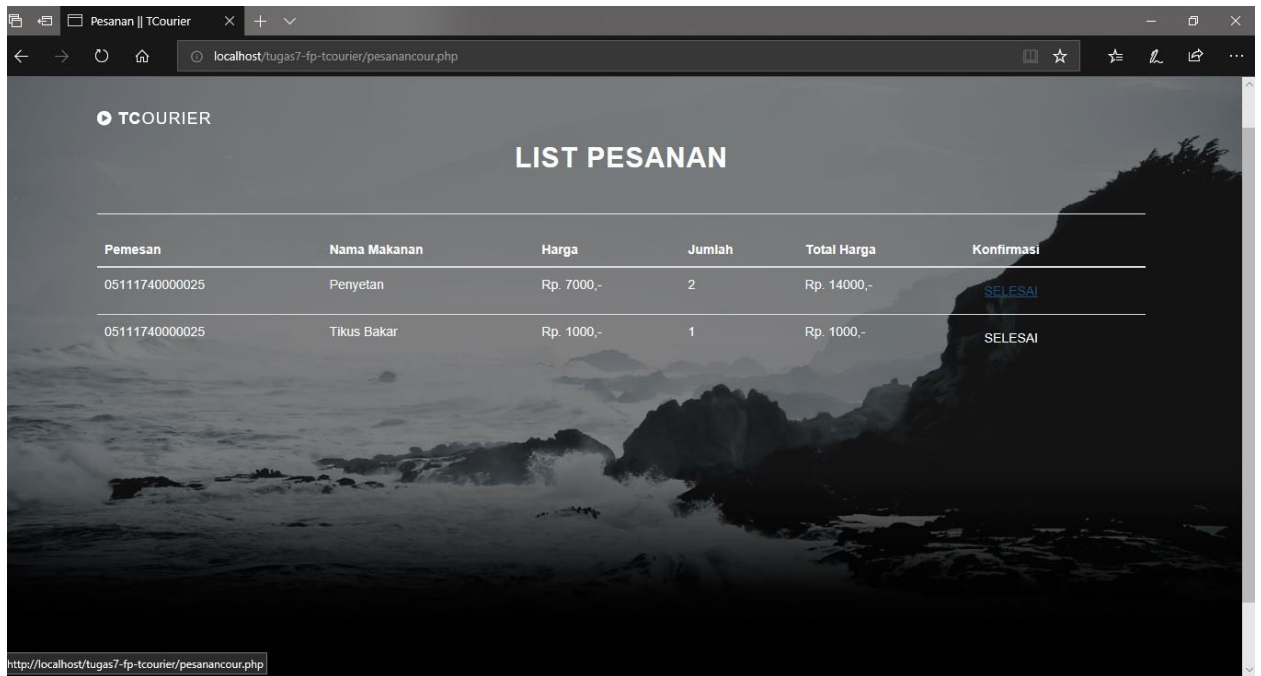 Pesanan || TCourier
localhost/tugas7-fp-tcourier/pesanancour.php
TCOURIER
LIST PESANAN
Pemesan Nama Makanan Harga Jumlah Total Harga Konfirmasi
05111740000025 Penyetan Rp. 7000,- 2 Rp. 14000,- SELESAI
05111740000025 Tikus Bakar Rp. 1000,- 1 Rp. 1000,- SELESAI
http://localhost/tugas7-fp-tcourier/pesanancour.php